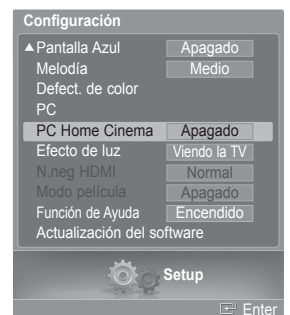 Configuración
▲Pantalla Azul Apagado
Melodía Medio
Defect. de color
PC
PC Home Cinema Apagado
Efecto de luz Viendo la TV
N.neg HDMI Normal
Modo película Apagado
Función de Ayuda Encendido
Actualización del software
Setup
Enter